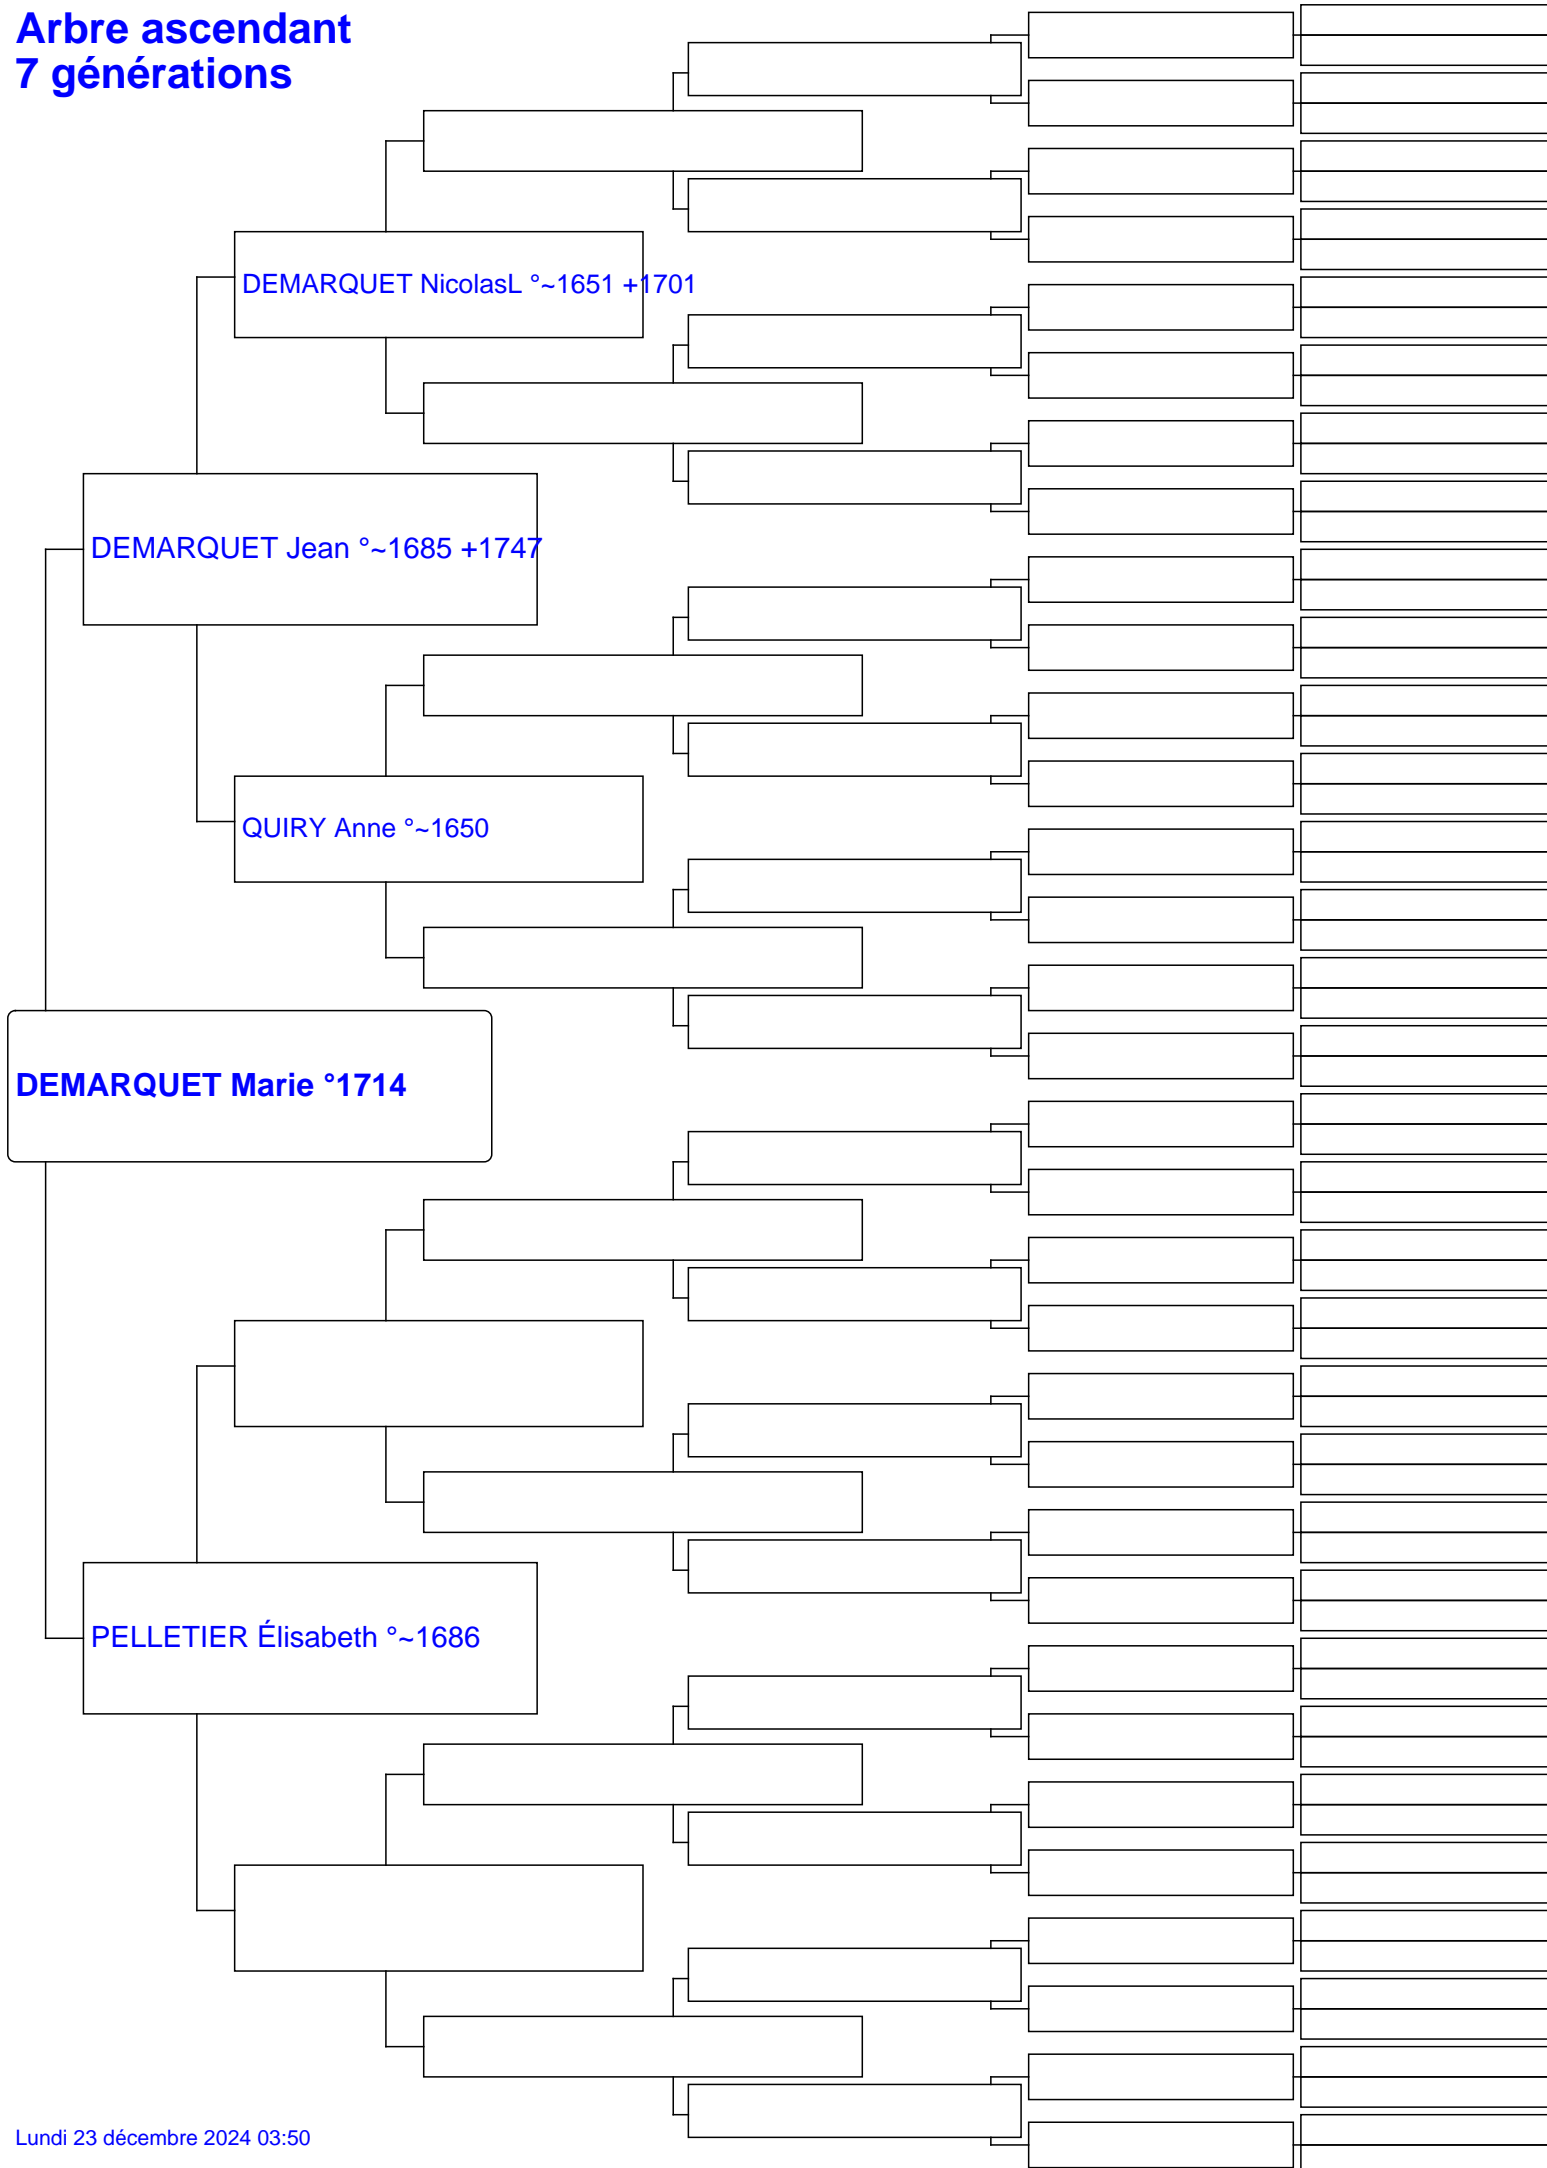 Arbre ascendant
7 générations
DEMARQUET NicolasL °~1651 +1701
DEMARQUET Jean °~1685 +1747
QUIRY Anne °~1650
DEMARQUET Marie °1714
PELLETIER Élisabeth °~1686
Lundi 23 décembre 2024 03:50